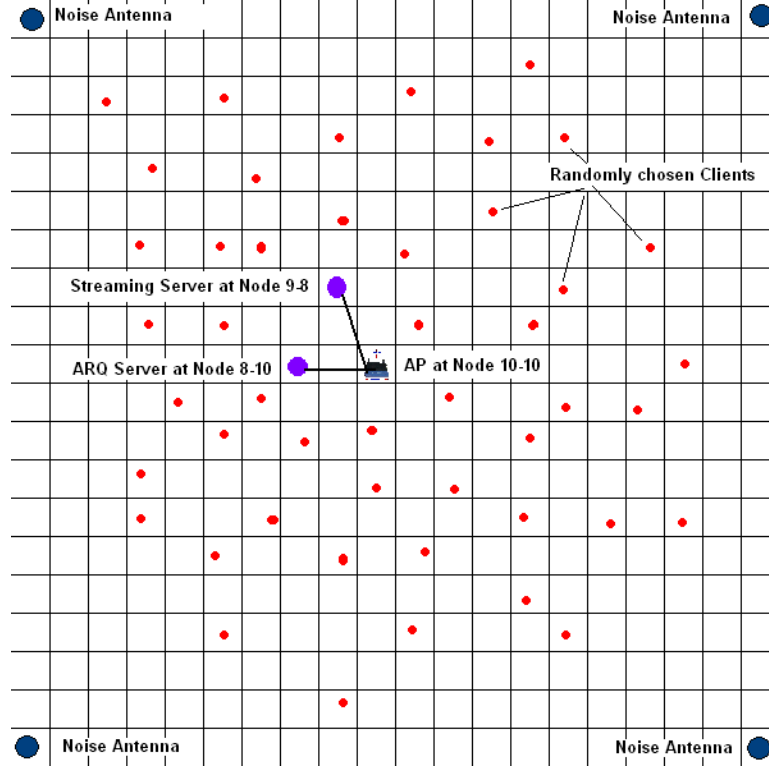 Noise Antenna
Noise Antenna
Randomly chosen Clients
Streaming Server at Node 9-8
ARQ Server at Node 8-10
AP at Node 10-10
Noise Antenna
Noise Antenna